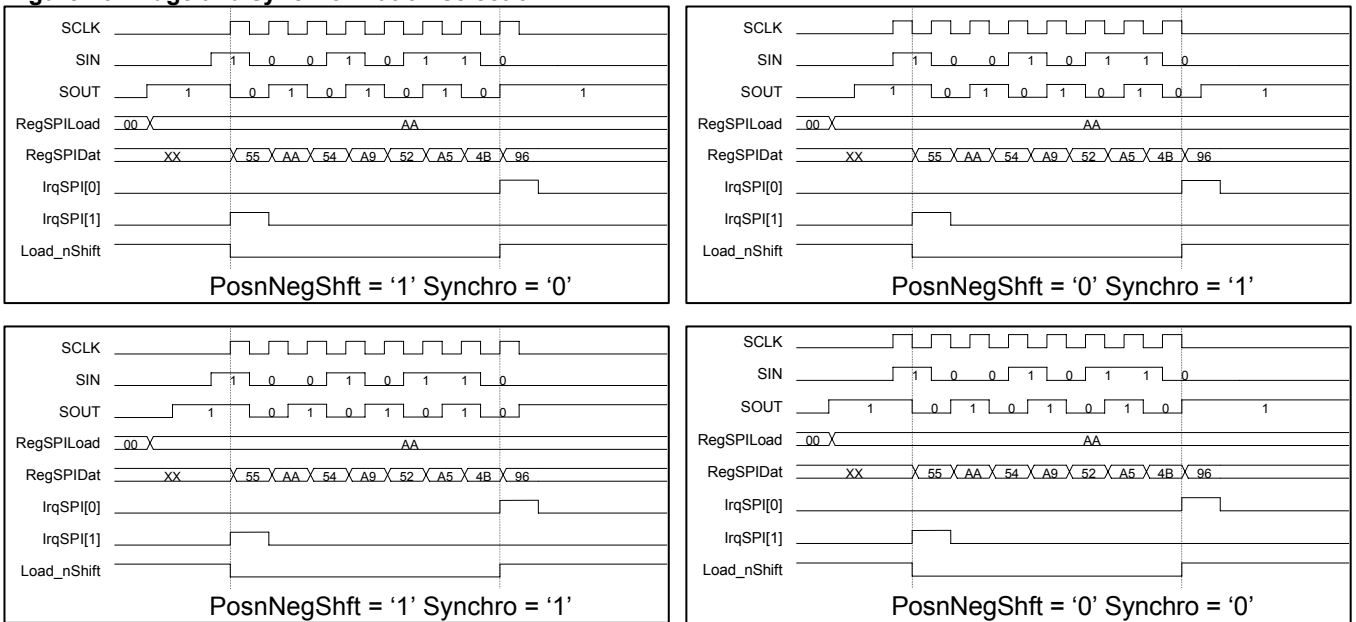 SCLK
SIN 1 0 0 1 0 1 1 0
SOUT 1 0 1 0 1 0 1 0 1
RegSPILoad 00 AA
RegSPIDat XX 55 AA 54 A9 52 A5 4B 96
IrqSPI[0]
IrqSPI[1]
Load_nShift
PosnNegShft = ‘1’ Synchro = ‘0’
SCLK
SIN 1 0 0 1 0 1 1 0
SOUT 1 0 1 0 1 0 1 0 1
RegSPILoad 00 AA
RegSPIDat XX 55 AA 54 A9 52 A5 4B 96
IrqSPI[0]
IrqSPI[1]
Load_nShift
PosnNegShft = ‘0’ Synchro = ‘1’
SCLK
SIN 1 0 0 1 0 1 1 0
SOUT 1 0 1 0 1 0 1 0
RegSPILoad 00 AA
RegSPIDat XX 55 AA 54 A9 52 A5 4B 96
IrqSPI[0]
IrqSPI[1]
Load_nShift
PosnNegShft = ‘1’ Synchro = ‘1’
SCLK
SIN 1 0 0 1 0 1 1 0
SOUT 1 0 1 0 1 0 1 0 1
RegSPILoad 00 AA
RegSPIDat XX 55 AA 54 A9 52 A5 4B 96
IrqSPI[0]
IrqSPI[1]
Load_nShift
PosnNegShft = ‘0’ Synchro = ‘0’